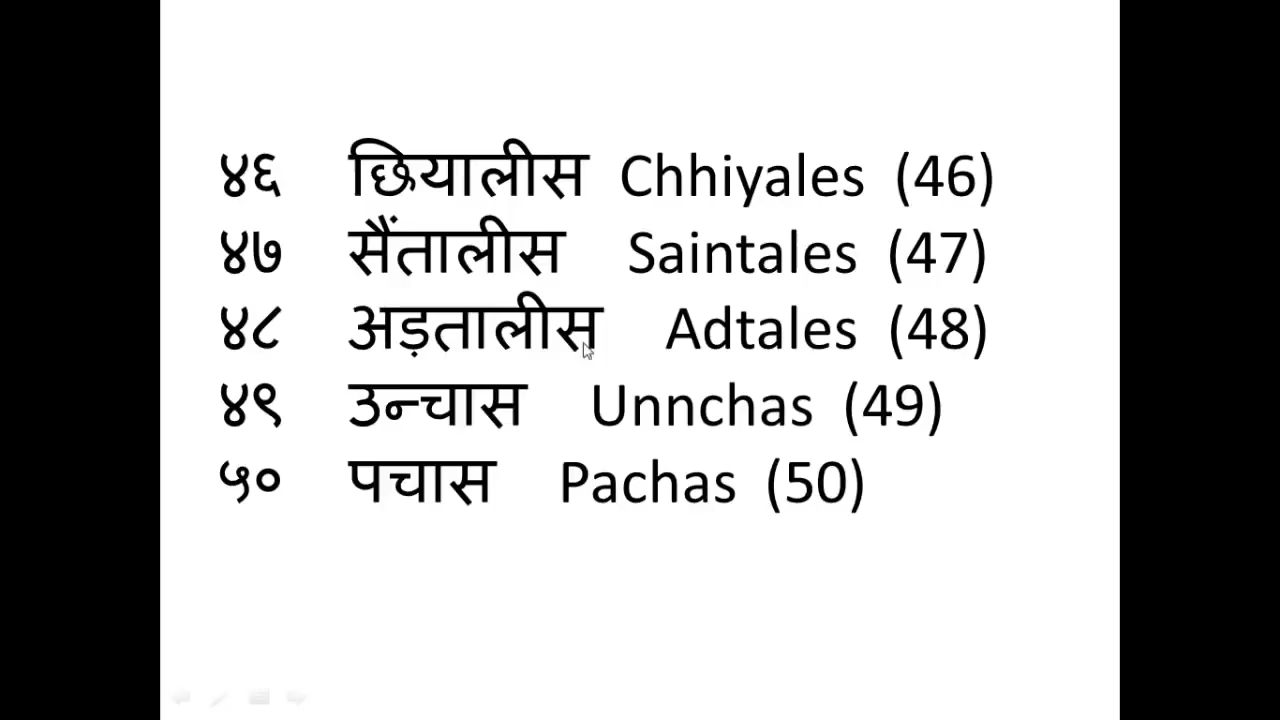 ४६ छियालीस Chhiyales (46)
४७ सैंतालीस Saintales (47)
४८ अड़तालीस Adtales (48)
४९ उन्चास Unnchas (49)
५० पचास Pachas (50)